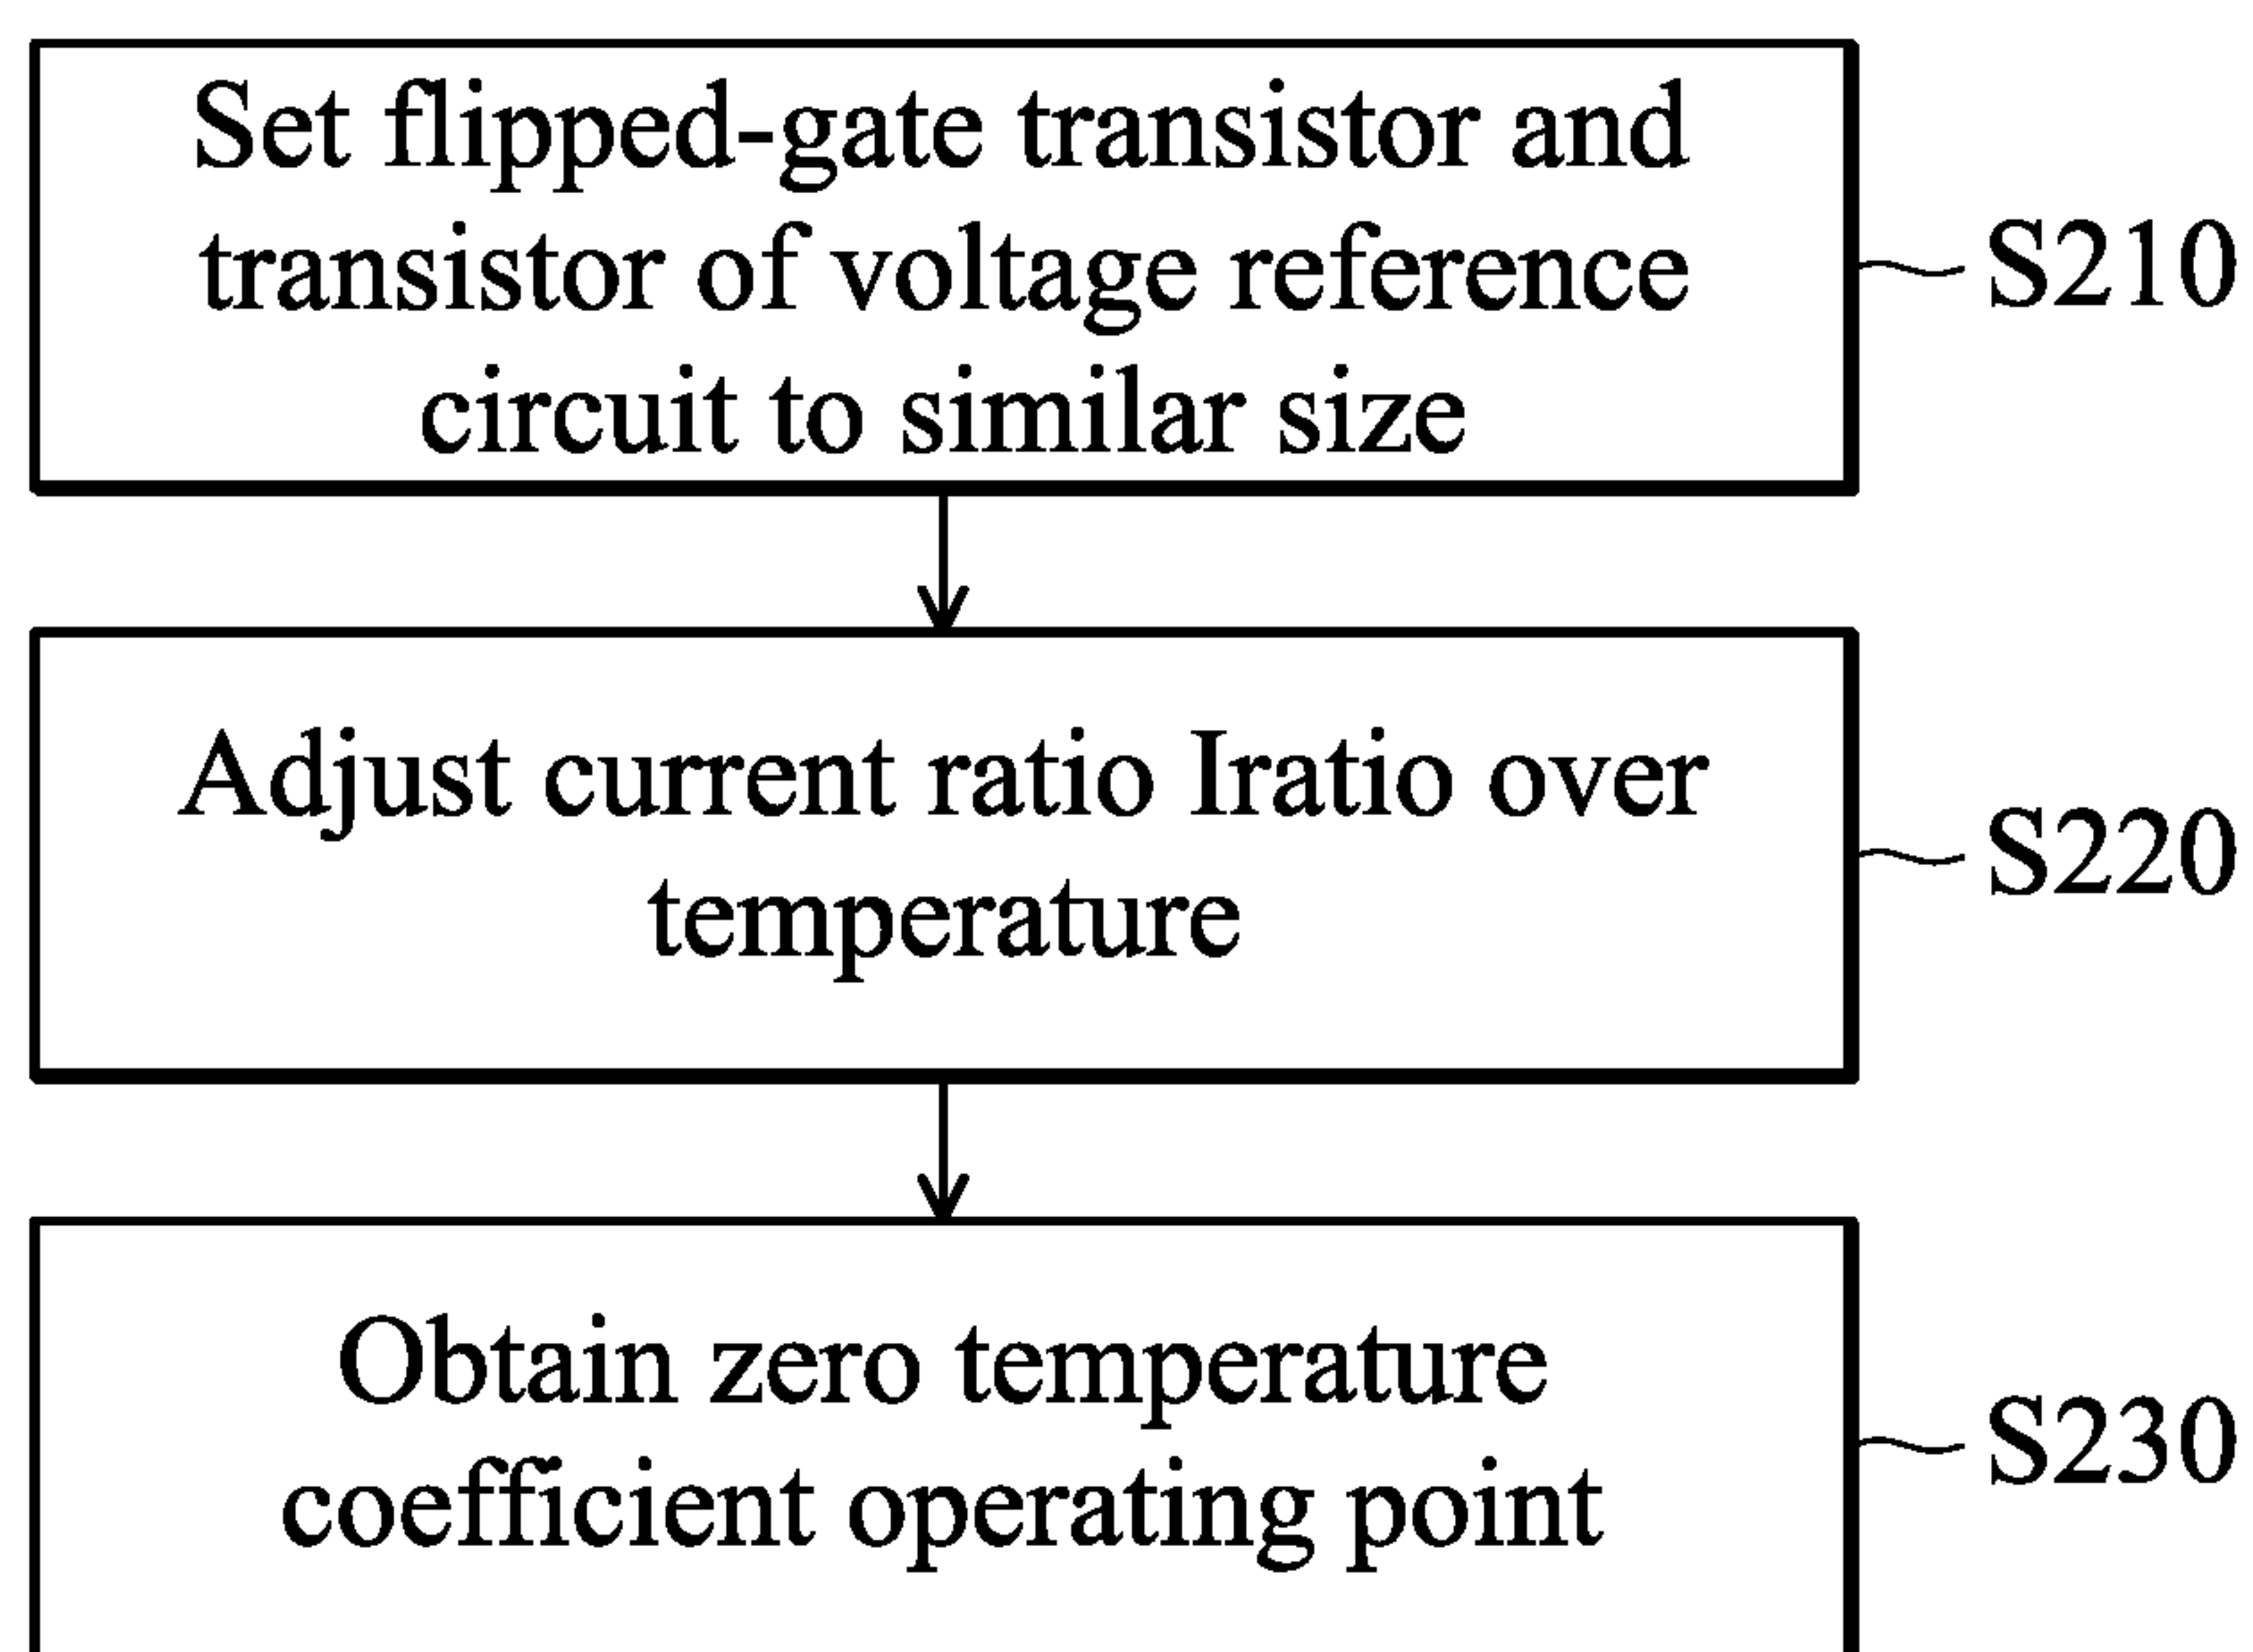 Set flipped-gate transistor and
transistor of voltage reference
circuit to similar size
S210
Adjust current ratio Iratio over
temperature
S220
Obtain zero temperature
coefficient operating point
S230